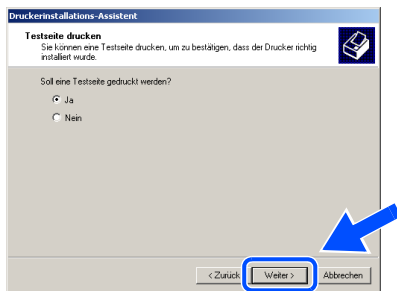 Druckerinstallations-Assistent
Testseite drucken
Sie können eine Testseite drucken, um zu bestätigen, dass der Drucker richtig
installiert wurde.
Soll eine Testseite gedruckt werden?
Ja
Nein
< Zurück
Weiter >
Abbrechen